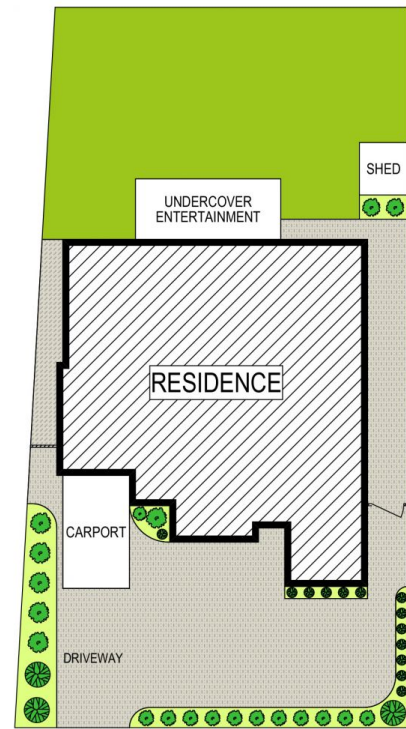 SHED
UNDERCOVER
ENTERTAINMENT
RESIDENCE
CARPORT
DRIVEWAY